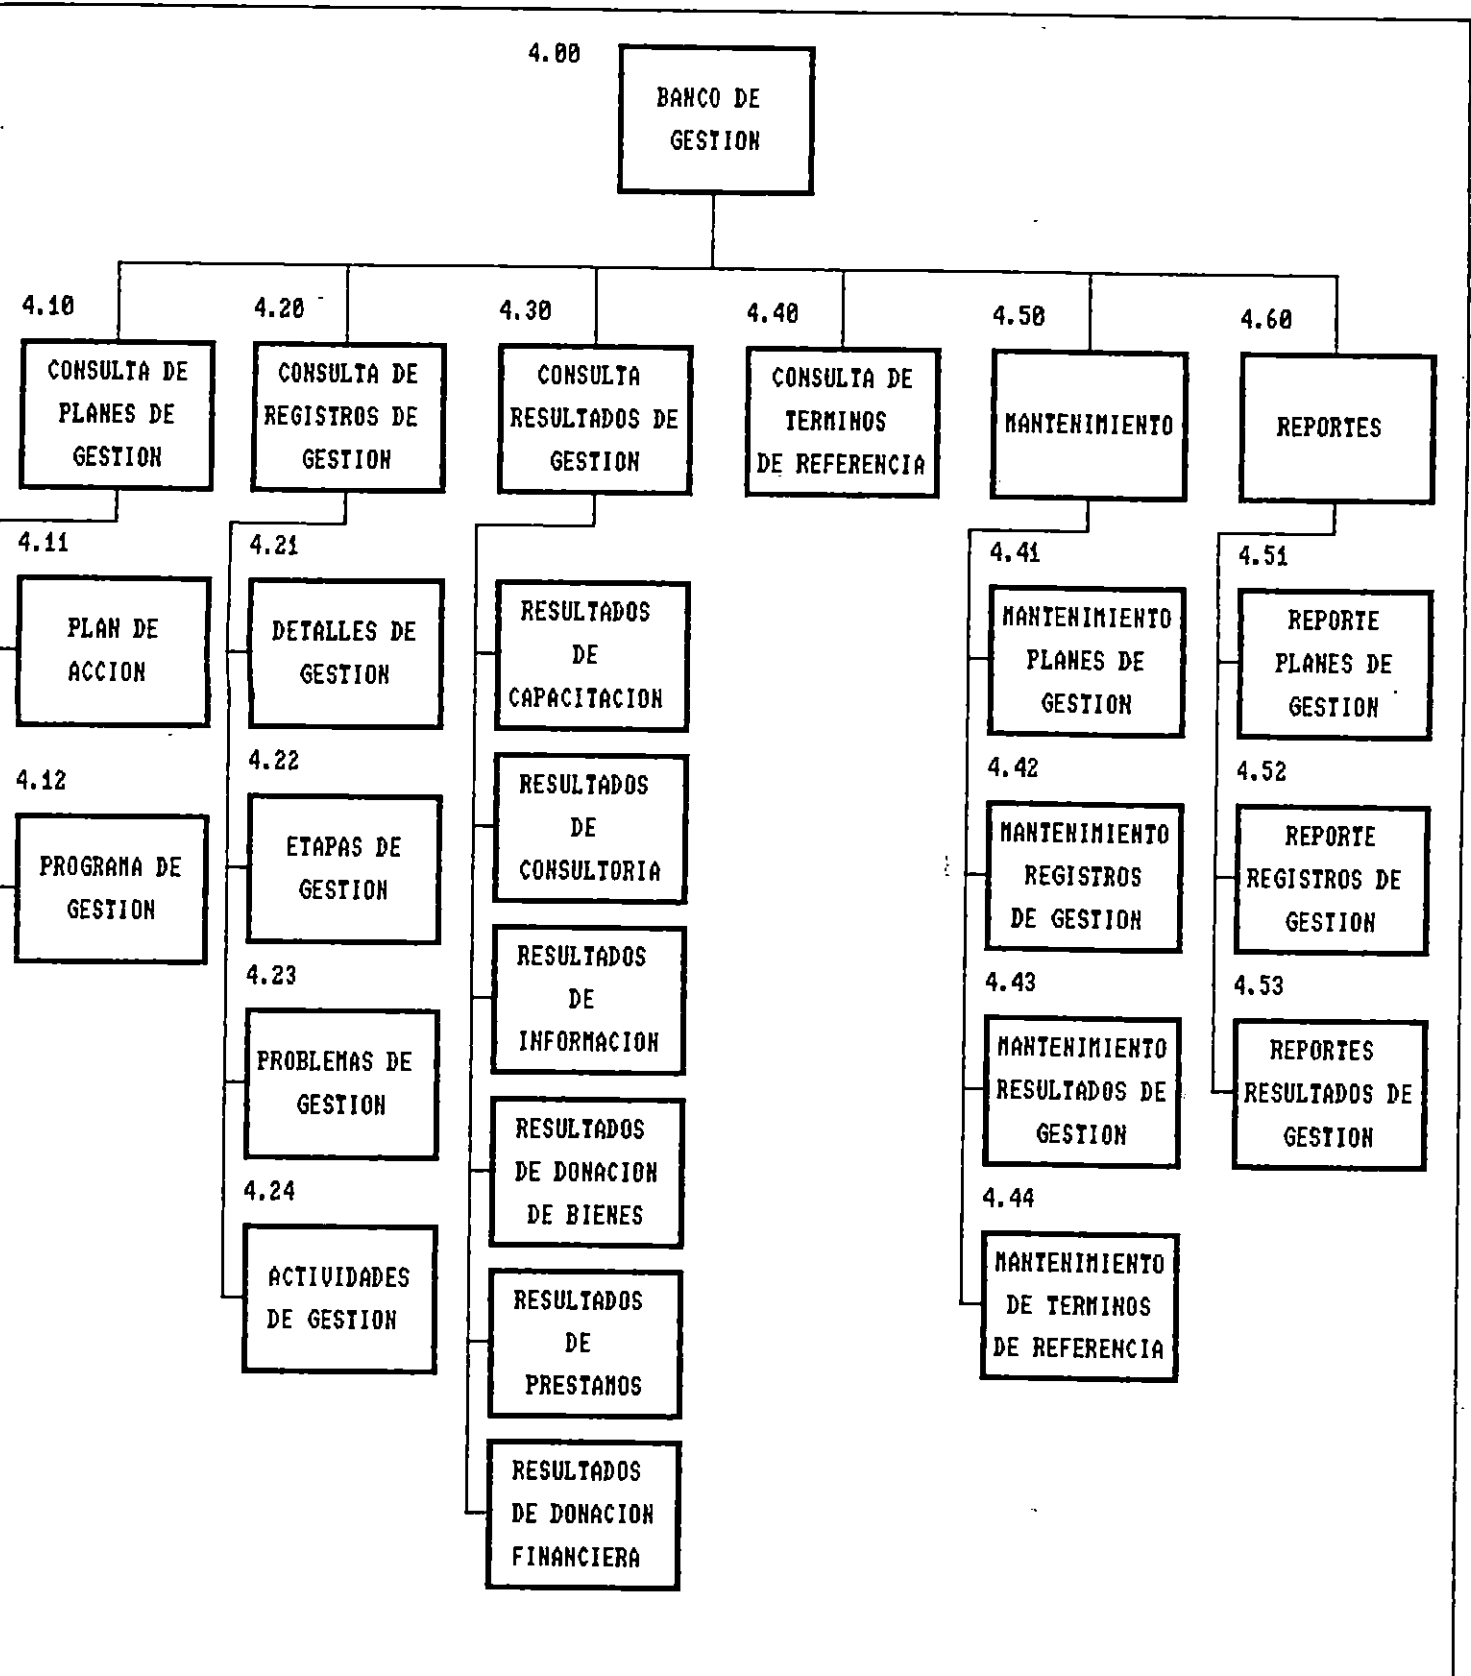 4.00
BANCO DE
GESTION
4.10
CONSULTA DE
PLANES DE
GESTION
4.20
CONSULTA DE
REGISTROS DE
GESTION
4.30
CONSULTA
RESULTADOS DE
GESTION
4.40
CONSULTA DE
TERMINOS
DE REFERENCIA
4.50
MANTENIMIENTO
4.60
REPORTES
4.11
PLAN DE
ACCION
4.12
PROGRAMA DE
GESTION
4.21
DETALLES DE
GESTION
4.22
ETAPAS DE
GESTION
4.23
PROBLEMAS DE
GESTION
4.24
ACTIVIDADES
DE GESTION
RESULTADOS
DE
CAPACITACION
RESULTADOS
DE
CONSULTORIA
RESULTADOS
DE
INFORMACION
RESULTADOS
DE DONACION
DE BIENES
RESULTADOS
DE
PRESTAMOS
RESULTADOS
DE DONACION
FINANCIERA
4.41
MANTENIMIENTO
PLANES DE
GESTION
4.42
MANTENIMIENTO
REGISTROS
DE GESTION
4.43
MANTENIMIENTO
RESULTADOS DE
GESTION
4.44
MANTENIMIENTO
DE TERMINOS
DE REFERENCIA
4.51
REPORTE
PLANES DE
GESTION
4.52
REPORTE
REGISTROS DE
GESTION
4.53
REPORTES
RESULTADOS DE
GESTION